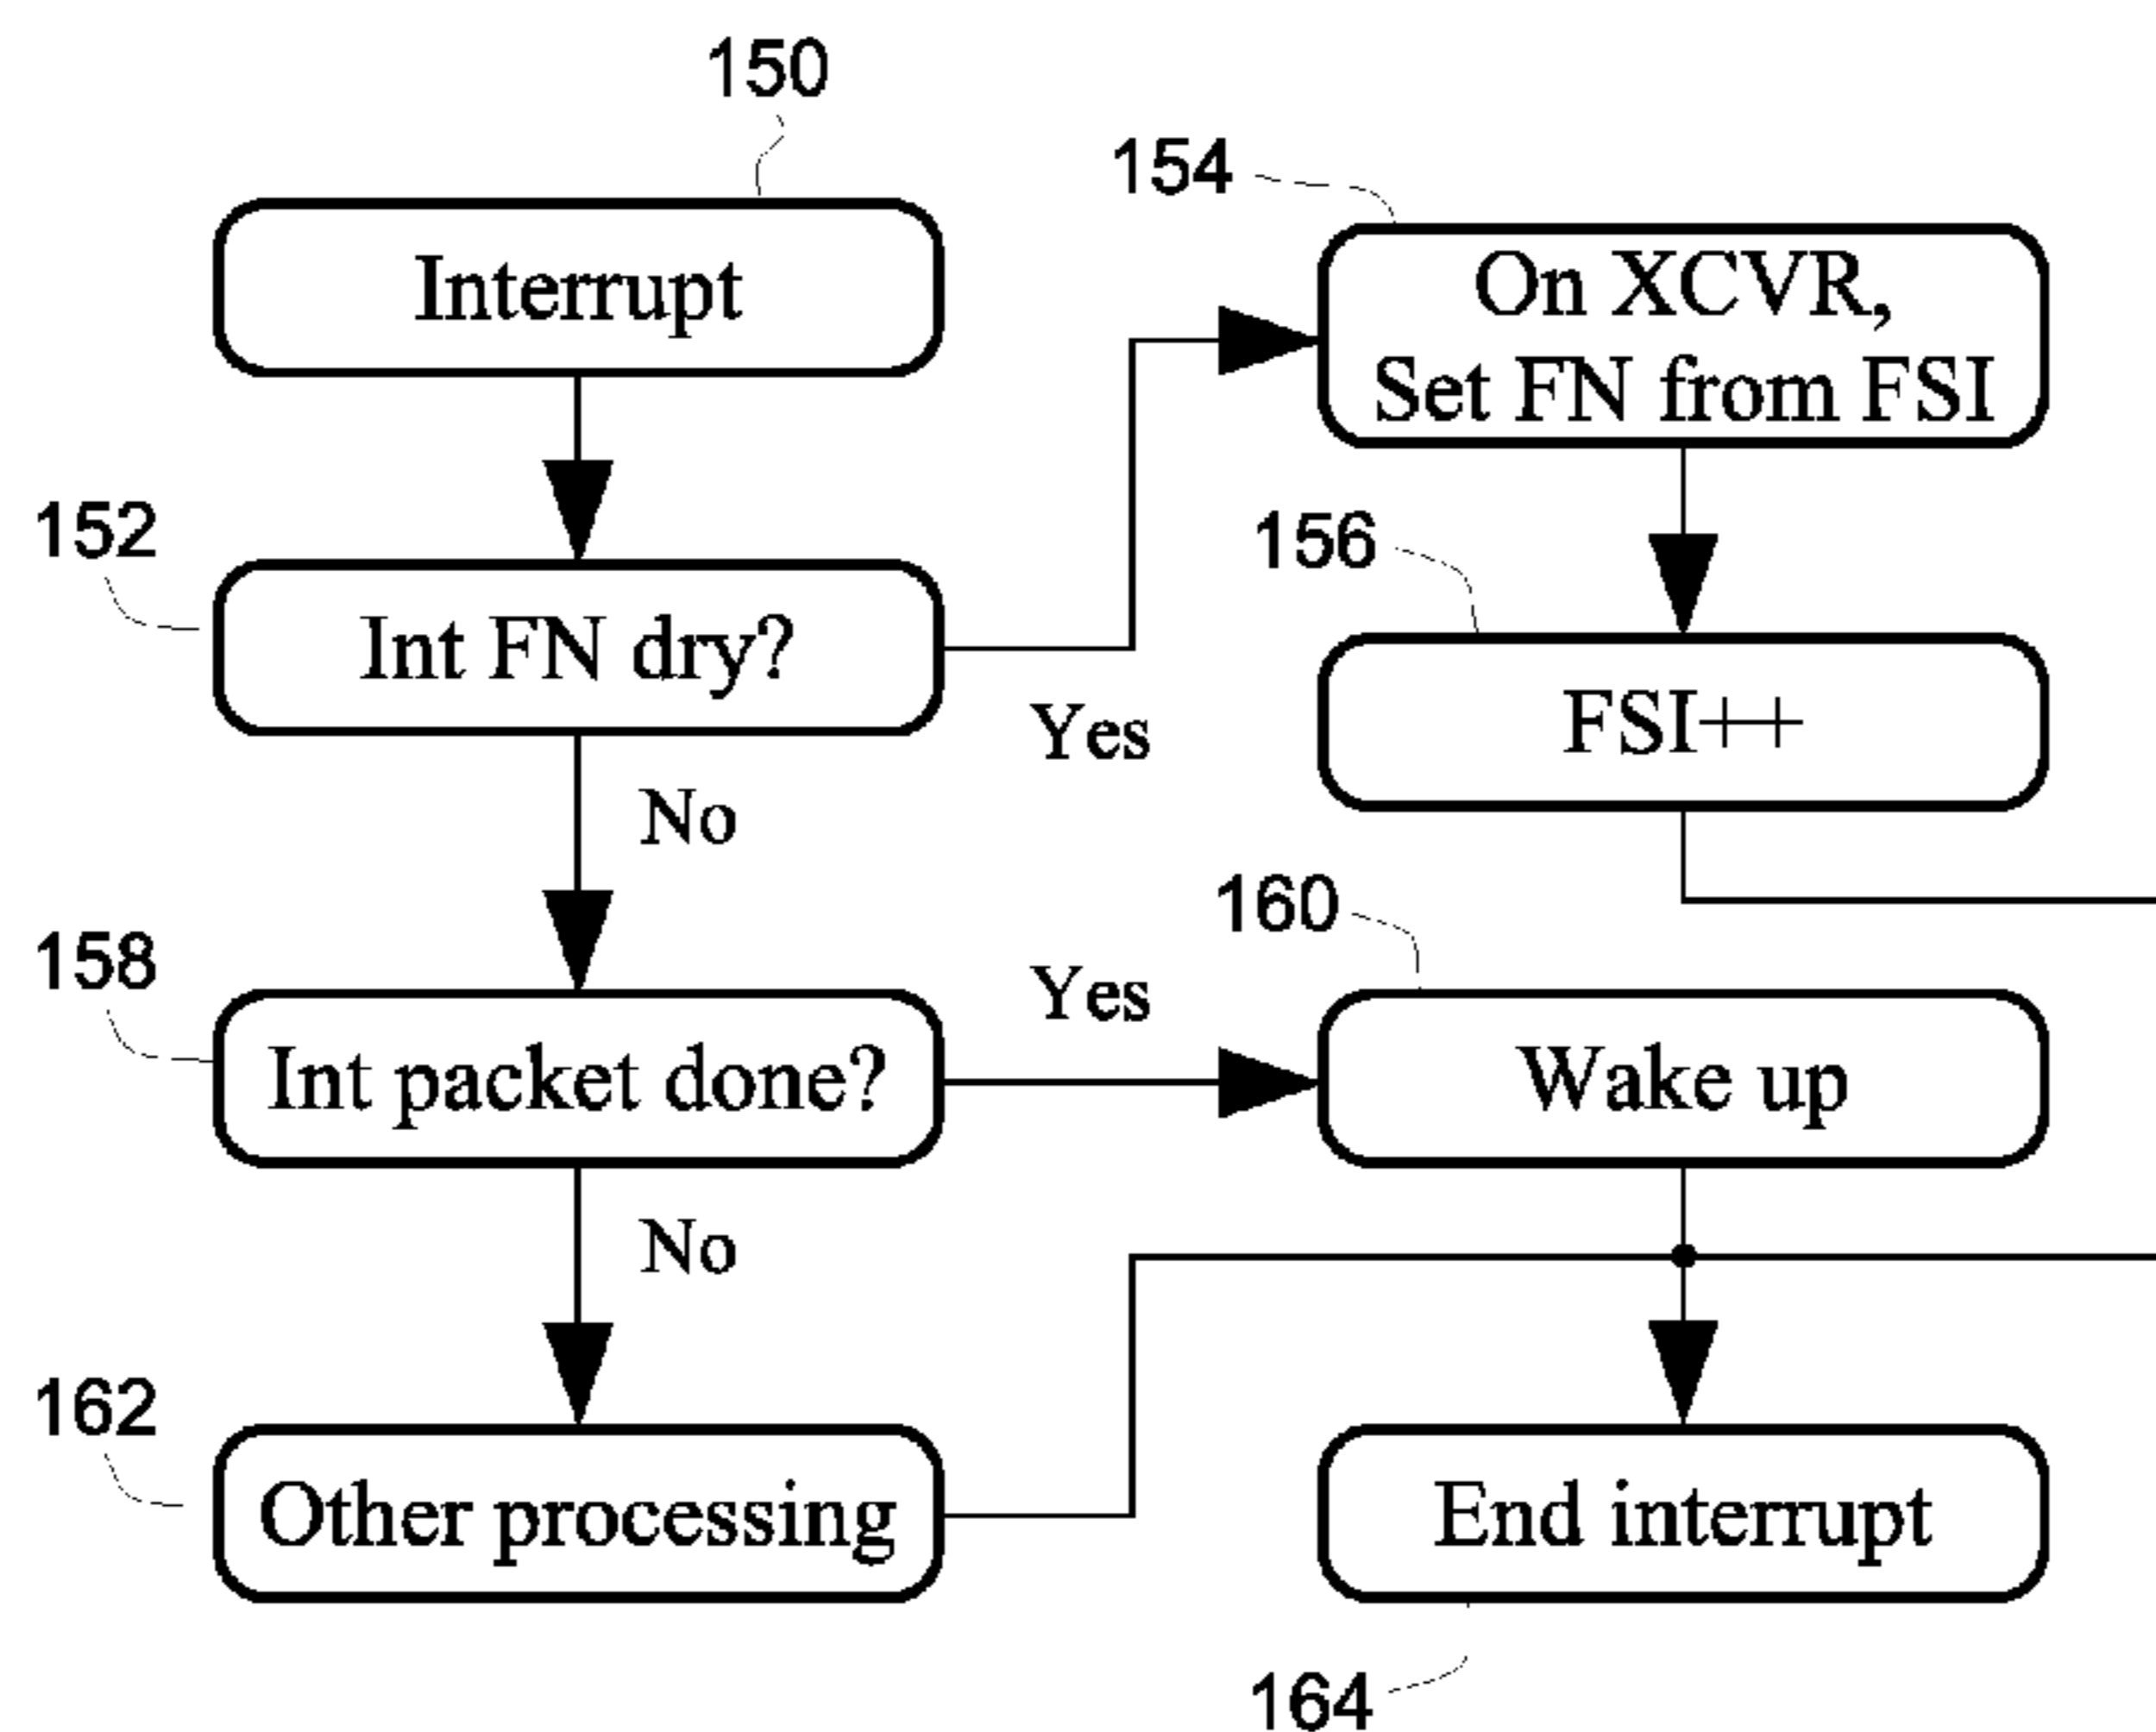 150
Interrupt
152
Int FN dry?
Yes
No
154
On XCVR,
Set FN from FSI
156
FSI++
158
Int packet done?
Yes
No
160
Wake up
162
Other processing
End interrupt
164